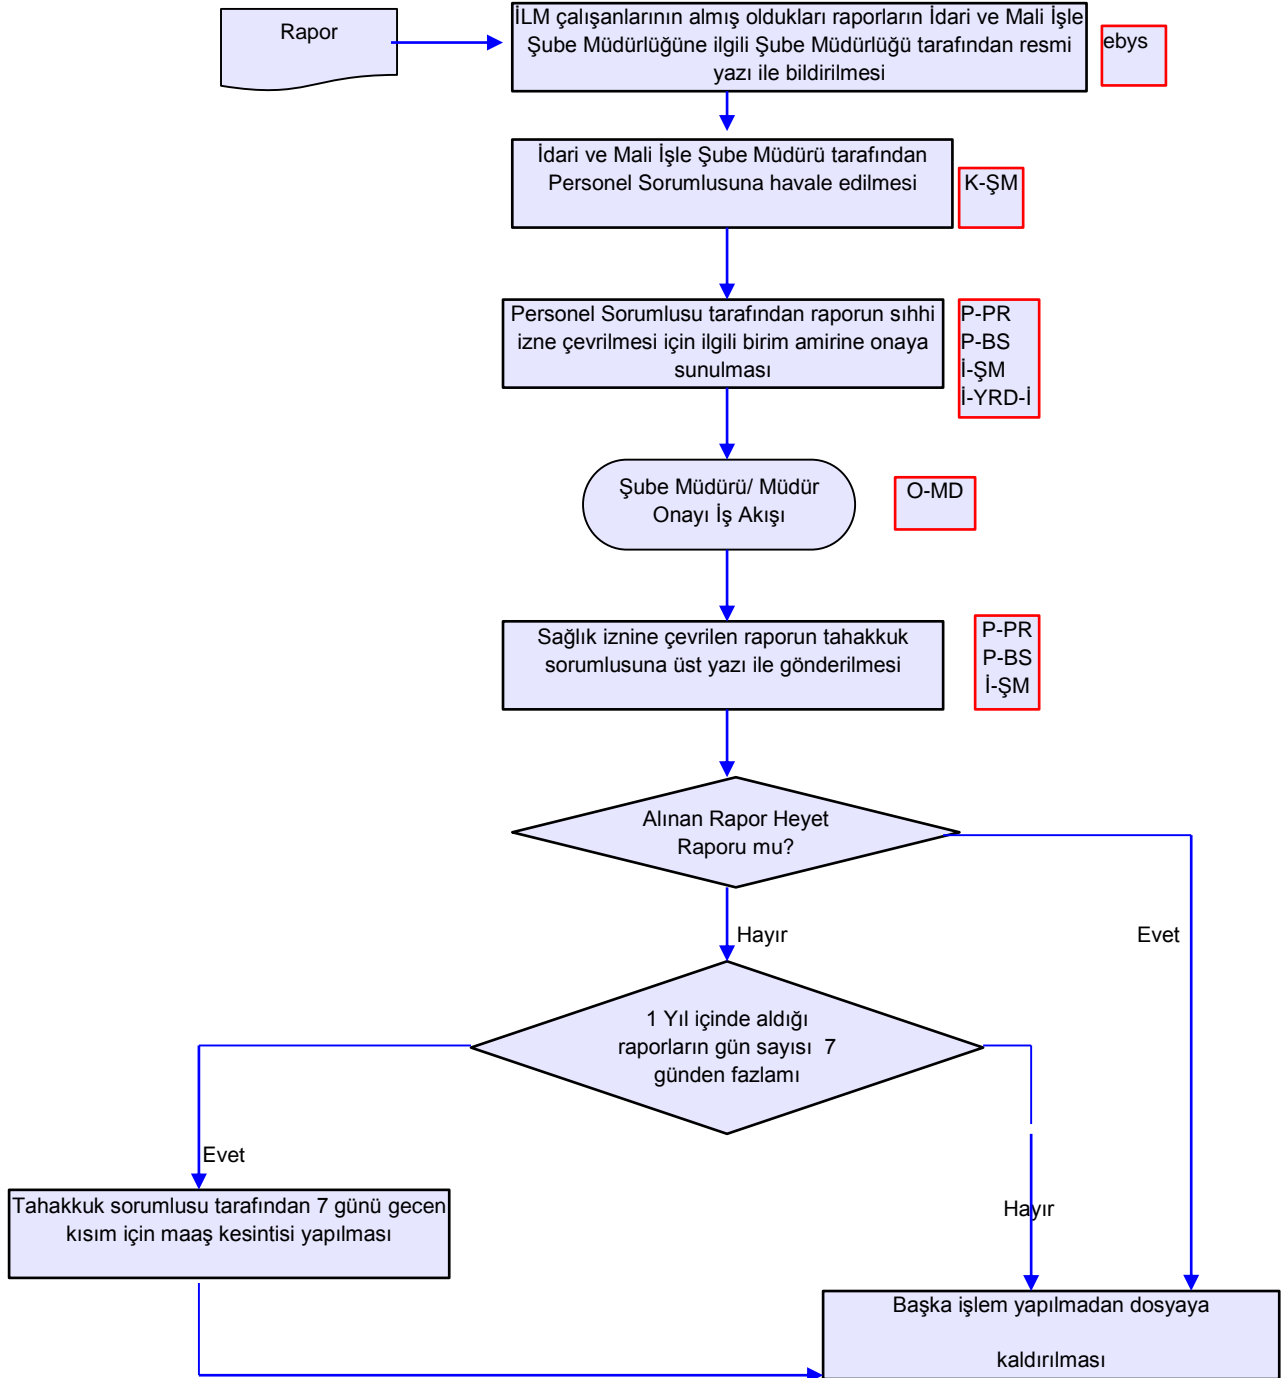 Rapor
İLM çalışanlarının almış oldukları raporların İdari ve Mali İşle
Şube Müdürlüğüne ilgili Şube Müdürlüğü tarafından resmi
yazı ile bildirilmesi
ebys
İdari ve Mali İşle Şube Müdürü tarafından
Personel Sorumlusuna havale edilmesi
K-ŞM
Personel Sorumlusu tarafından raporun sıhhi
izne çevrilmesi için ilgili birim amirine onaya
sunulması
P-PR
P-BS
İ-ŞM
İ-YRD-İ
Şube Müdürü/ Müdür
Onayı İş Akışı
O-MD
Sağlık iznine çevrilen raporun tahakkuk
sorumlusuna üst yazı ile gönderilmesi
P-PR
P-BS
İ-ŞM
Alınan Rapor Heyet
Raporu mu?
Hayır
Evet
1 Yıl içinde aldığı
raporların gün sayısı 7
günden fazlamı
Evet
Hayır
Tahakkuk sorumlusu tarafından 7 günü gecen
kısım için maaş kesintisi yapılması
Başka işlem yapılmadan dosyaya
kaldırılması